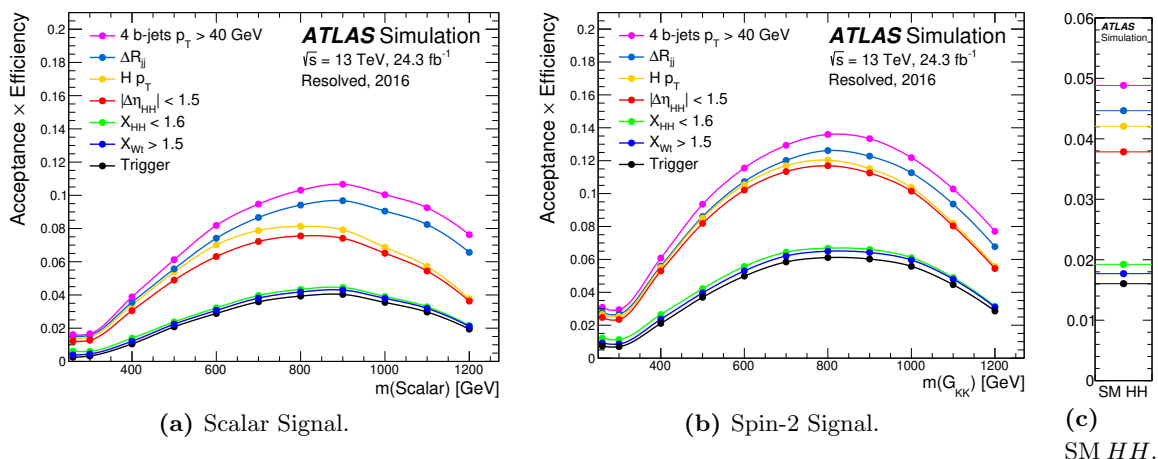 Acceptance × Efficiency
0.2
0.18
0.16
0.14
0.12
0.1
0.08
0.06
0.04
0.02
0
4 b-jets p_T > 40 GeV
ΔR_jj
H p_T
|Δη_HH| < 1.5
X_HH < 1.6
X_Wt > 1.5
Trigger
ATLAS Simulation
√s = 13 TeV, 24.3 fb⁻¹
Resolved, 2016
400 600 800 1000 1200
m(Scalar) [GeV]
(a) Scalar Signal.
Acceptance × Efficiency
0.2
0.18
0.16
0.14
0.12
0.1
0.08
0.06
0.04
0.02
0
4 b-jets p_T > 40 GeV
ΔR_jj
H p_T
|Δη_HH| < 1.5
X_HH < 1.6
X_Wt > 1.5
Trigger
ATLAS Simulation
√s = 13 TeV, 24.3 fb⁻¹
Resolved, 2016
400 600 800 1000 1200
m(G_KK) [GeV]
(b) Spin-2 Signal.
0.06
0.05
0.04
0.03
0.02
0.01
0
ATLAS
Simulation
SM HH
(c)
SM HH.